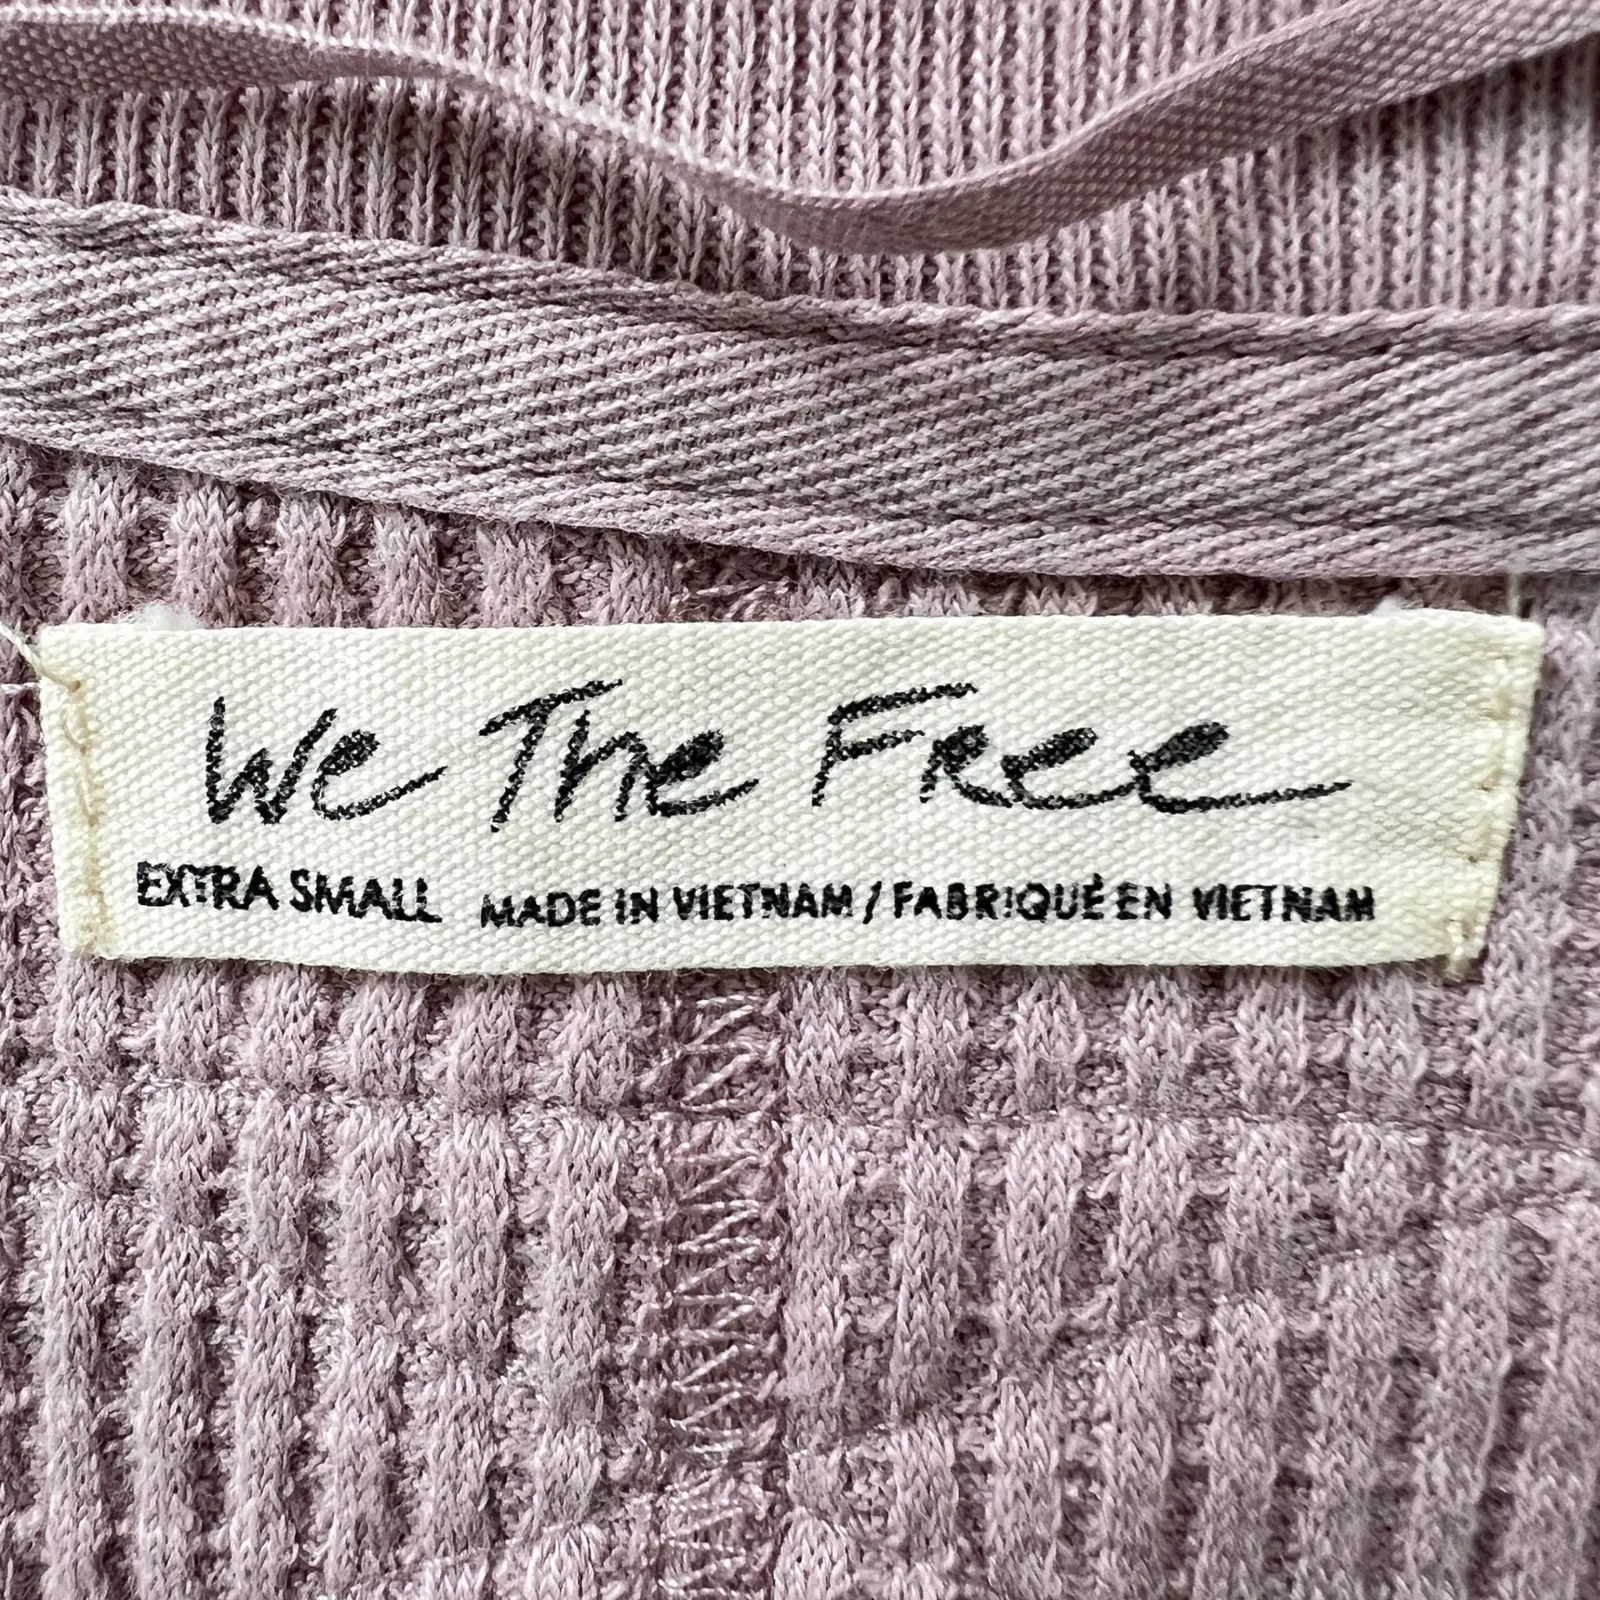 We The Free
EXTRA SMALL MADE IN VIETNAM / FABRIQUÉ EN VIETNAM